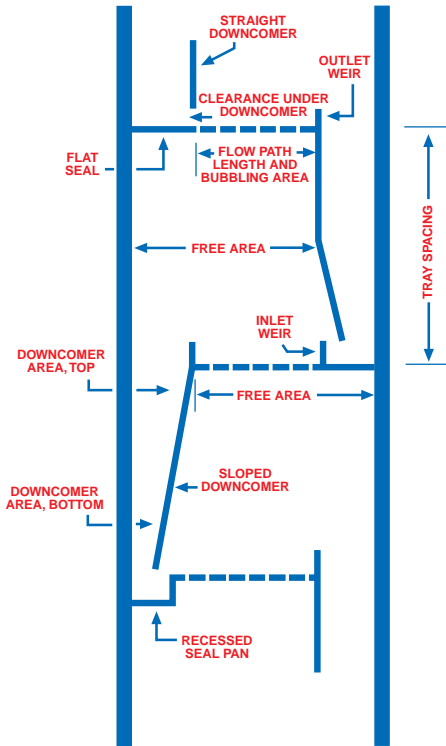 STRAIGHT
DOWNCOMER
OUTLET
WEIR
CLEARANCE UNDER
DOWNCOMER
FLAT
SEAL
FLOW PATH
LENGTH AND
BUBBLING AREA
TRAY SPACING
FREE AREA
INLET
WEIR
DOWNCOMER
AREA, TOP
FREE AREA
SLOPED
DOWNCOMER
DOWNCOMER
AREA, BOTTOM
RECESSED
SEAL PAN